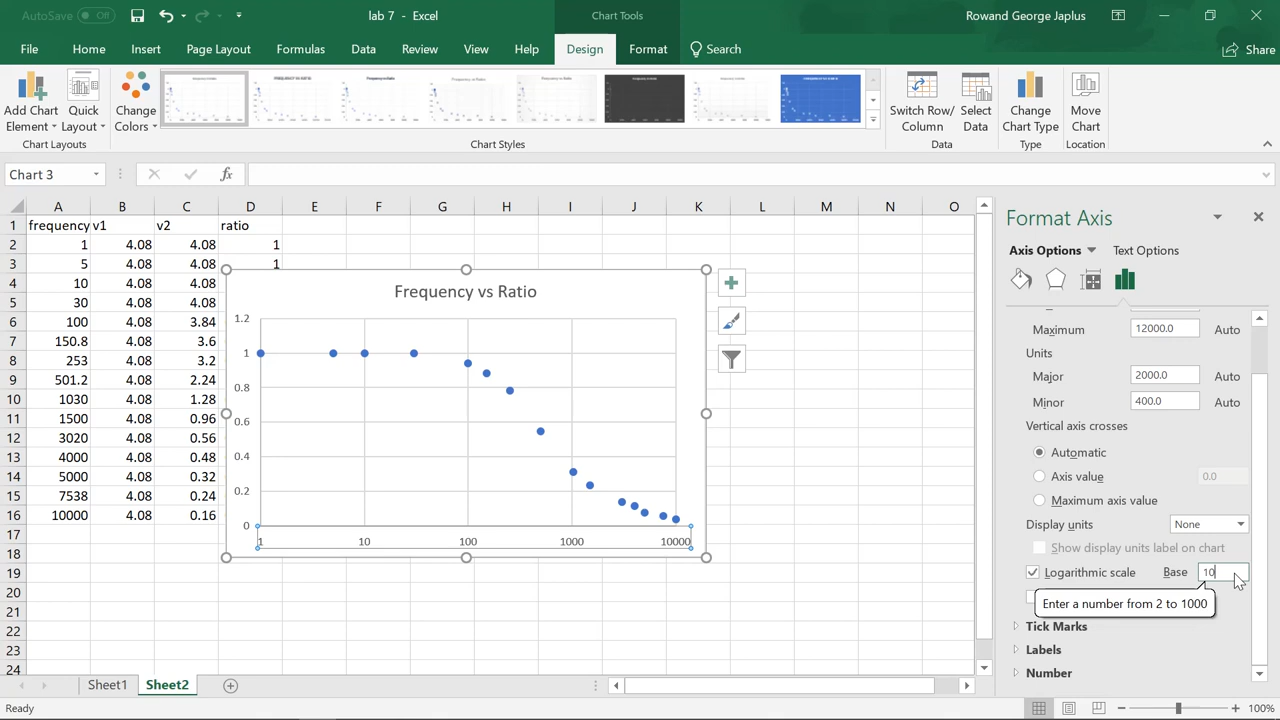 AutoSave Off
lab 7 - Excel
Chart Tools
Rowand George Japlus
File Home Insert Page Layout Formulas Data Review View Help Design Format Search Share
Add Chart Element
Quick Layout
Change Colors
Switch Row/Column
Select Data
Change Chart Type
Move Chart
Chart Layouts Chart Styles Data Type Location
Chart 3
fx
A B C D E F G H I J K L M N O
1 frequency v1 v2 ratio
2 1 4.08 4.08 1
3 5 4.08 4.08 1
4 10 4.08 4.08
5 30 4.08 4.08
6 100 4.08 3.84
7 150.8 4.08 3.6
8 253 4.08 3.2
9 501.2 4.08 2.24
10 1030 4.08 1.28
11 1500 4.08 0.96
12 3020 4.08 0.56
13 4000 4.08 0.48
14 5000 4.08 0.32
15 7538 4.08 0.24
16 10000 4.08 0.16
17
18
19
20
21
22
23
24
Frequency vs Ratio
1.2
1
0.8
0.6
0.4
0.2
0
1 10 100 1000 10000
Format Axis
Axis Options Text Options
Maximum 12000.0 Auto
Units
Major 2000.0 Auto
Minor 400.0 Auto
Vertical axis crosses
Automatic
Axis value 0.0
Maximum axis value
Display units None
Show display units label on chart
Logarithmic scale Base 10
Enter a number from 2 to 1000
Tick Marks
Labels
Number
Sheet1 Sheet2
Ready
100%